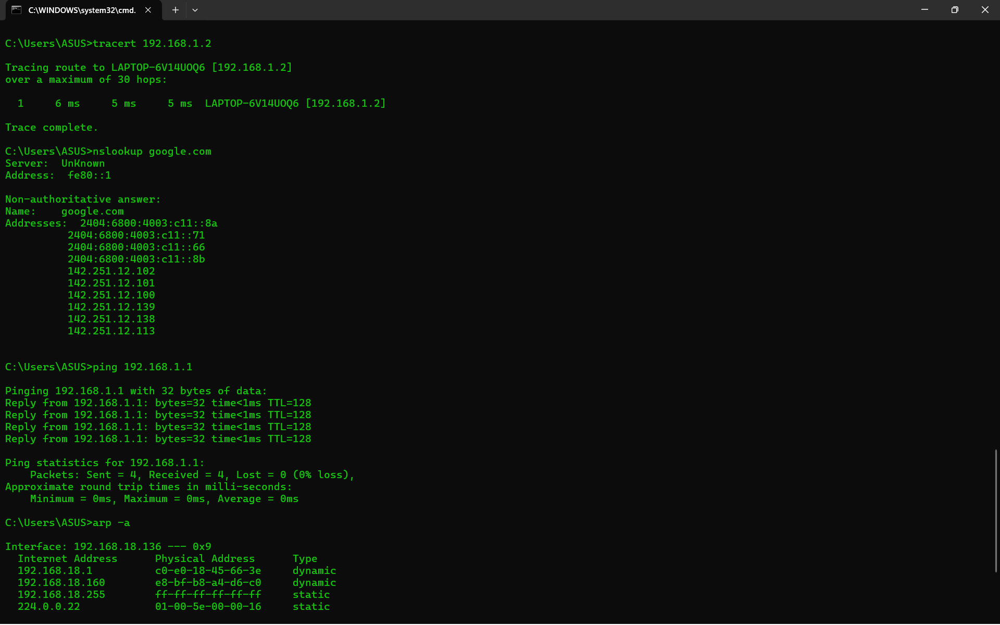 C:\WINDOWS\system32\cmd.
C:\Users\ASUS>tracert 192.168.1.2
Tracing route to LAPTOP-6V14UOQ6 [192.168.1.2]
over a maximum of 30 hops:
1 6 ms 5 ms 5 ms LAPTOP-6V14UOQ6 [192.168.1.2]
Trace complete.
C:\Users\ASUS>nslookup google.com
Server: UnKnown
Address: fe80::1
Non-authoritative answer:
Name: google.com
Addresses: 2404:6800:4003:c11::8a
2404:6800:4003:c11::71
2404:6800:4003:c11::66
2404:6800:4003:c11::8b
142.251.12.102
142.251.12.101
142.251.12.100
142.251.12.139
142.251.12.138
142.251.12.113
C:\Users\ASUS>ping 192.168.1.1
Pinging 192.168.1.1 with 32 bytes of data:
Reply from 192.168.1.1: bytes=32 time<1ms TTL=128
Reply from 192.168.1.1: bytes=32 time<1ms TTL=128
Reply from 192.168.1.1: bytes=32 time<1ms TTL=128
Reply from 192.168.1.1: bytes=32 time<1ms TTL=128
Ping statistics for 192.168.1.1:
Packets: Sent = 4, Received = 4, Lost = 0 (0% loss),
Approximate round trip times in milli-seconds:
Minimum = 0ms, Maximum = 0ms, Average = 0ms
C:\Users\ASUS>arp -a
Interface: 192.168.18.136 --- 0x9
Internet Address Physical Address Type
192.168.18.1 c0-e0-18-45-66-3e dynamic
192.168.18.160 e8-bf-b8-a4-d6-c0 dynamic
192.168.18.255 ff-ff-ff-ff-ff-ff static
224.0.0.22 01-00-5e-00-00-16 static